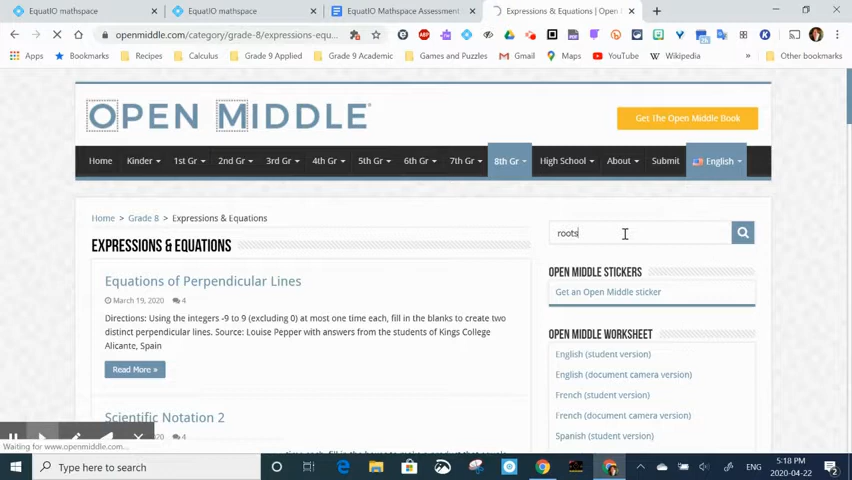 EquatIO mathspace
EquatIO mathspace
EquatIO Mathspace Assessment
Expressions & Equations | Open
openmiddle.com/category/grade-8/expressions-equ...
Apps
Bookmarks
Recipes
Calculus
Grade 9 Applied
Grade 9 Academic
Games and Puzzles
Gmail
Maps
YouTube
Wikipedia
Other bookmarks
OPEN MIDDLE®
Get The Open Middle Book
Home Kinder 1st Gr 2nd Gr 3rd Gr 4th Gr 5th Gr 6th Gr 7th Gr 8th Gr High School About Submit English
Home > Grade 8 > Expressions & Equations
roots
EXPRESSIONS & EQUATIONS
Equations of Perpendicular Lines
March 19, 2020 4
Directions: Using the integers -9 to 9 (excluding 0) at most one time each, fill in the blanks to create two
distinct perpendicular lines. Source: Louise Pepper with answers from the students of Kings College
Alicante, Spain
Read More »
Scientific Notation 2
4
OPEN MIDDLE STICKERS
Get an Open Middle sticker
OPEN MIDDLE WORKSHEET
English (student version)
English (document camera version)
French (student version)
French (document camera version)
Spanish (student version)
Waiting for www.openmiddle.com...
Type here to search
ENG
5:18 PM
2020-04-22